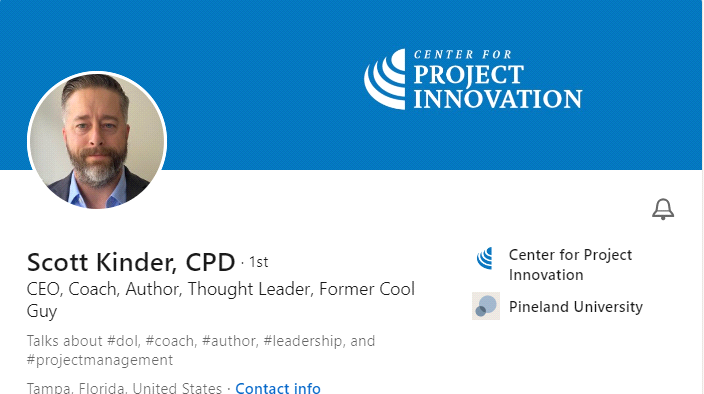 CENTER FOR
PROJECT
INNOVATION
Scott Kinder, CPD · 1st
CEO, Coach, Author, Thought Leader, Former Cool
Guy
Talks about #dol, #coach, #author, #leadership, and
#projectmanagement
Tampa, Florida, United States · Contact info
Center for Project
Innovation
Pineland University